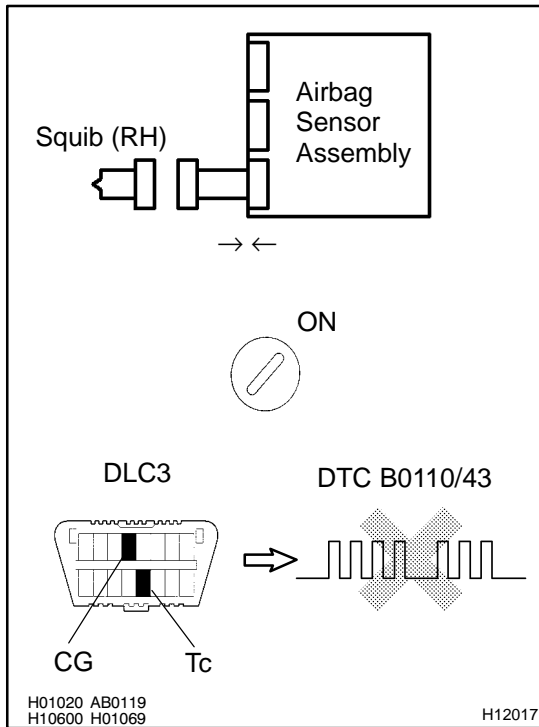 Airbag
Sensor
Assembly
Squib (RH)
ON
DLC3
DTC B0110/43
CG
Tc
H01020 AB0119
H10600 H01069
H12017